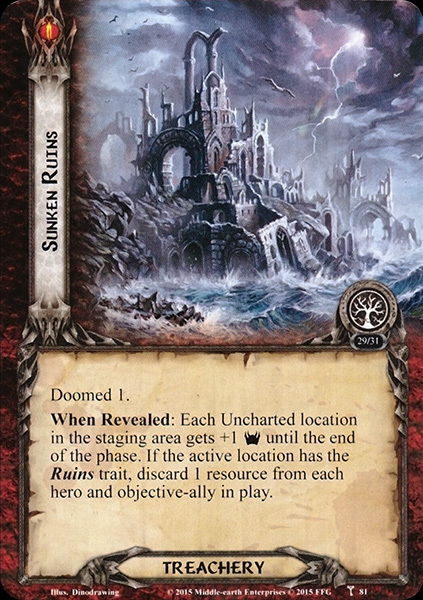 SUNKEN RUINS
29/31
Doomed 1.
When Revealed: Each Uncharted location
in the staging area gets +1 until the end
of the phase. If the active location has the
Ruins trait, discard 1 resource from each
hero and objective-ally in play.
TREACHERY
Illus. Dinodrawing
© 2015 Middle-earth Enterprises © 2015 FFG
81